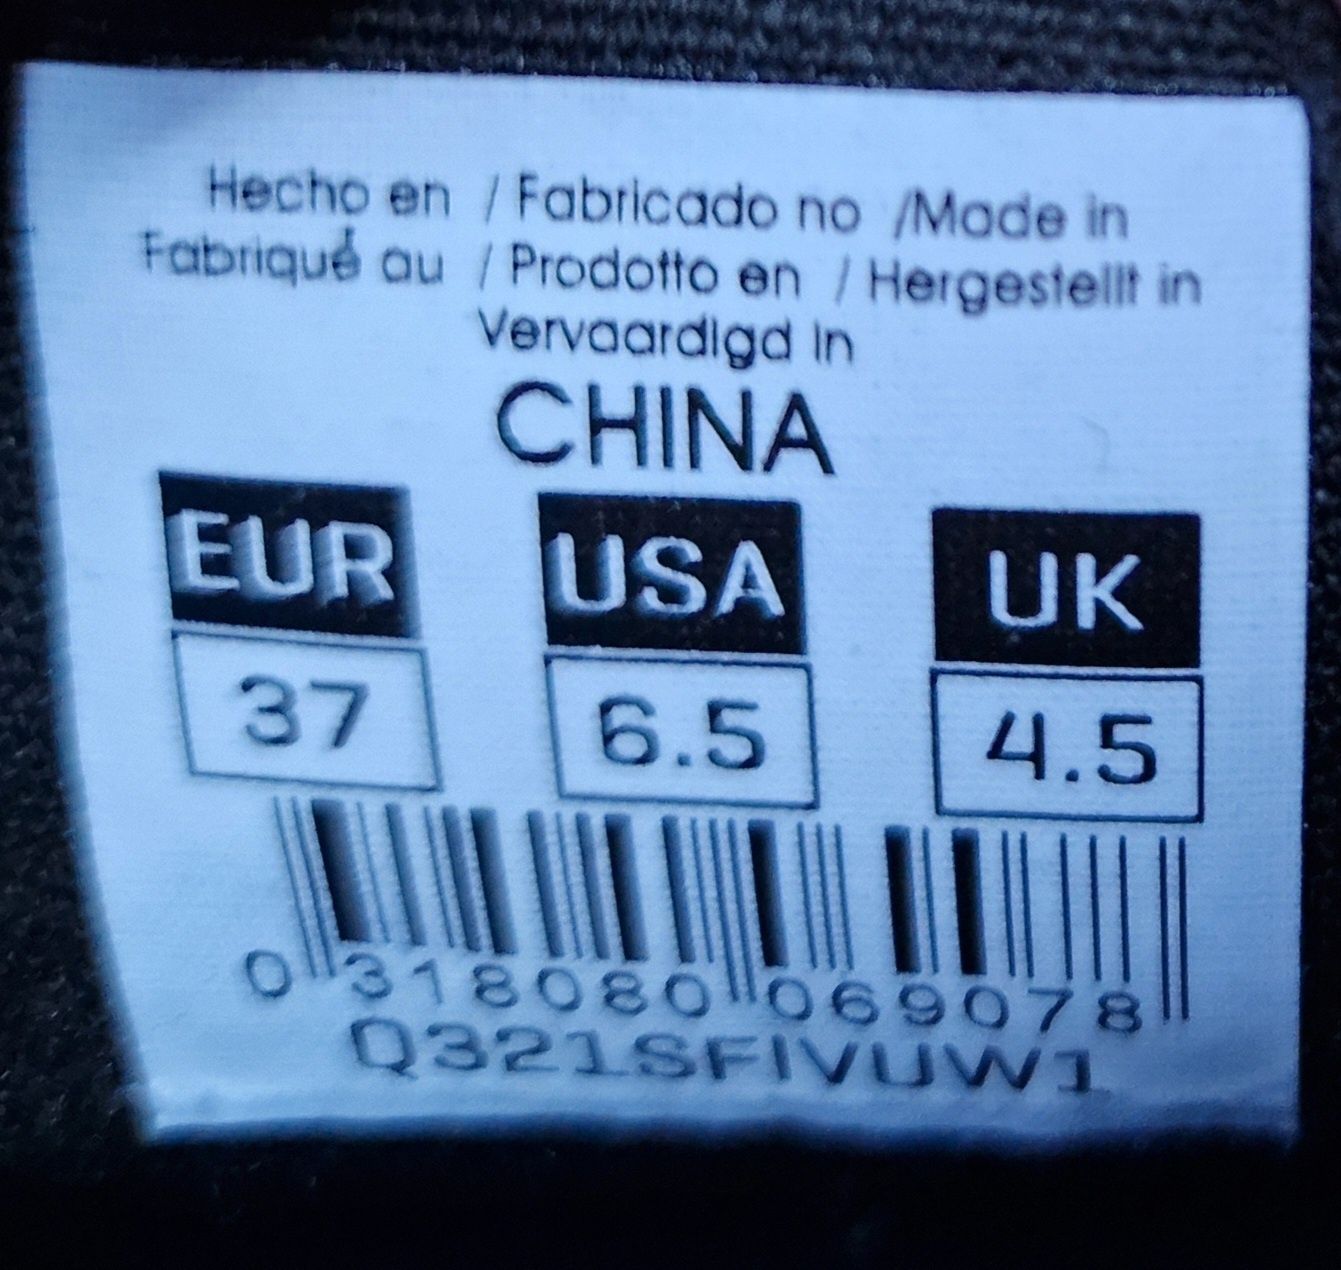 Hecho en / Fabricado no /Made in
Fabriqué au / Prodotto en / Hergestellt in
Vervaardigd in
CHINA
EUR USA UK
37 6.5 4.5
0 318080 069078
Q321SFIVUW1